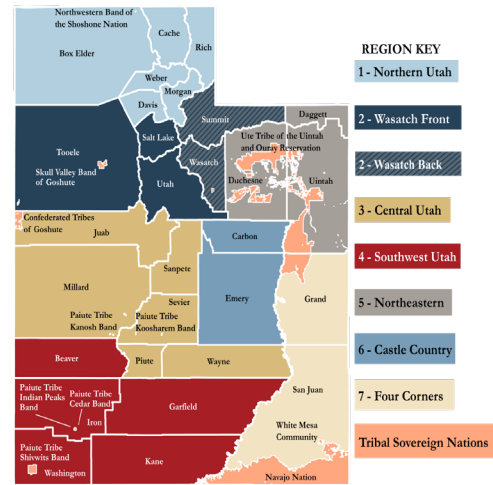 Northwestern Band of
the Shoshone Nation
Cache
Rich
Box Elder
Weber
Morgan
Davis
Summit
Daggett
Salt Lake
Ute Tribe of the Uintah
and Ouray Reservation
Tooele
Wasatch
Skull Valley Band
of Goshute
Utah
Duchesne
Uintah
Confederated Tribes
of Goshute
Juab
Carbon
Sanpete
Millard
Emery
Grand
Sevier
Paiute Tribe
Kanosh Band
Paiute Tribe
Koosharem Band
Beaver
Piute
Wayne
Paiute Tribe
Indian Peaks
Band
Paiute Tribe
Cedar Band
Iron
Garfield
San Juan
White Mesa
Community
Paiute Tribe
Shivwits Band
Washington
Kane
Navajo Nation
REGION KEY
1 - Northern Utah
2 - Wasatch Front
2 - Wasatch Back
3 - Central Utah
4 - Southwest Utah
5 - Northeastern
6 - Castle Country
7 - Four Corners
Tribal Sovereign Nations